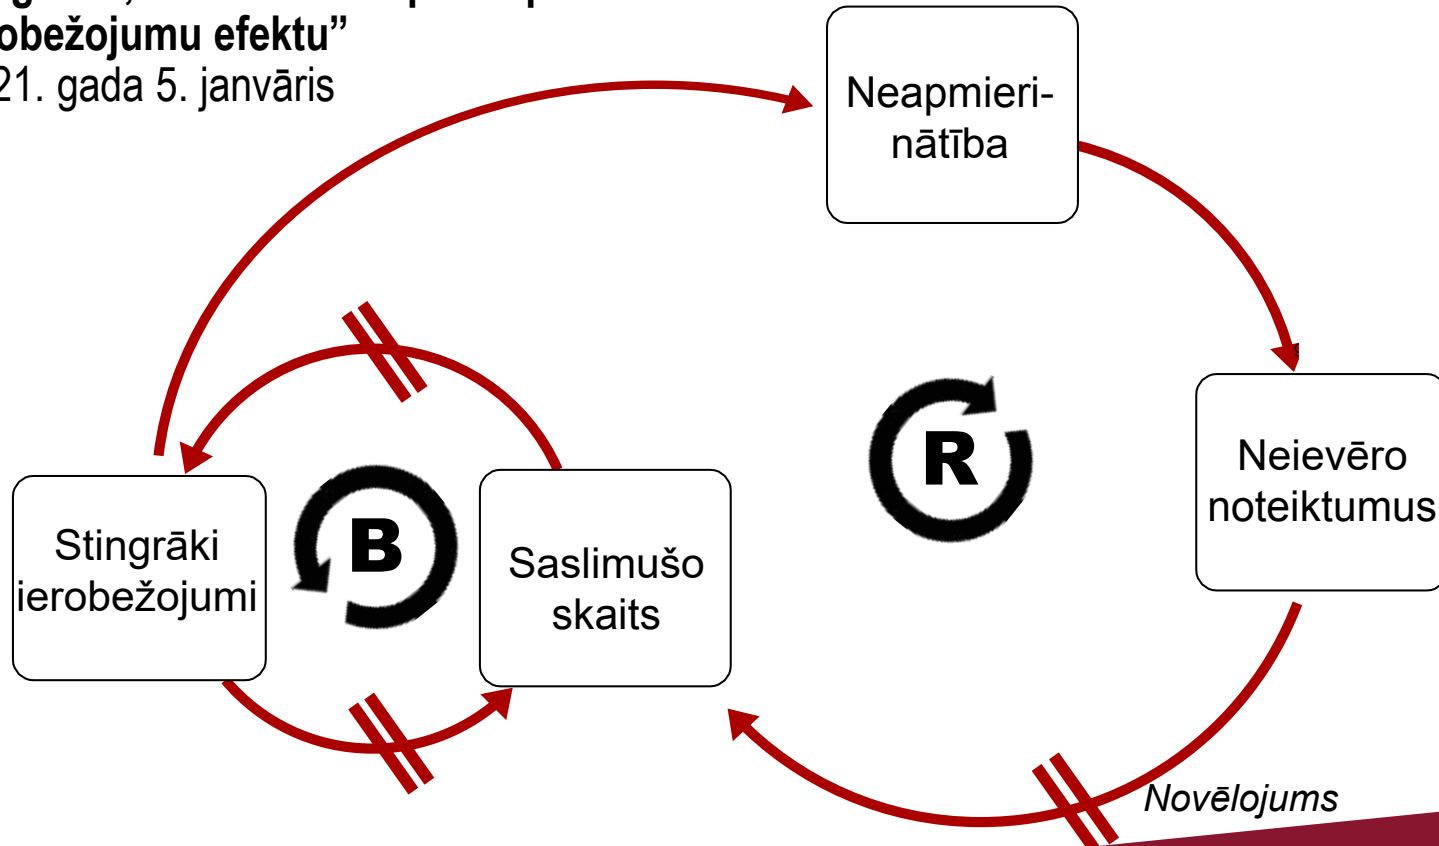 obežojumu efektu”
21. gada 5. janvāris
Neapmieri-
nātība
Neievēro
noteiktumus
R
B
Stingrāki
ierobežojumi
Saslimušo
skaits
Novēlojums